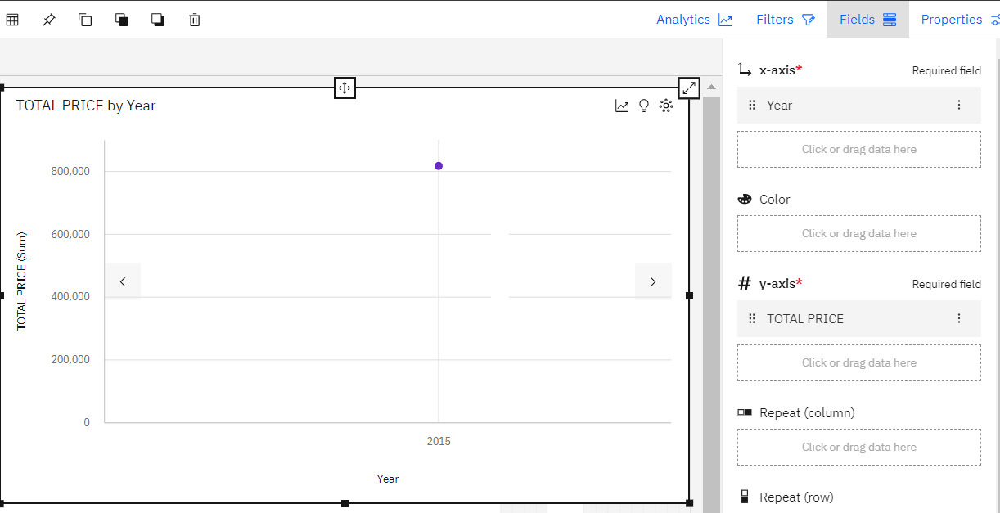 Analytics
Filters
Fields
Properties
TOTAL PRICE by Year
TOTAL PRICE (Sum)
800,000
600,000
400,000
200,000
0
2015
Year
x-axis*
Required field
Year
Click or drag data here
Color
Click or drag data here
y-axis*
Required field
TOTAL PRICE
Click or drag data here
Repeat (column)
Click or drag data here
Repeat (row)